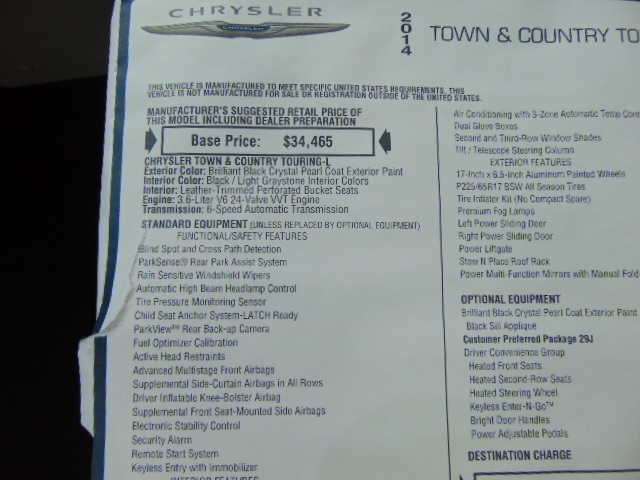 CHRYSLER
CHRYSLER
2014
TOWN & COUNTRY TO
THIS VEHICLE IS MANUFACTURED TO MEET SPECIFIC UNITED STATES REQUIREMENTS. THIS
VEHICLE IS NOT MANUFACTURED FOR SALE OR REGISTRATION OUTSIDE OF THE UNITED STATES.
MANUFACTURER'S SUGGESTED RETAIL PRICE OF
THIS MODEL INCLUDING DEALER PREPARATION
Base Price: $34,465
CHRYSLER TOWN & COUNTRY TOURING-L
Exterior Color: Brilliant Black Crystal Pearl Coat Exterior Paint
Interior Color: Black / Light Graystone Interior Colors
Interior: Leather-Trimmed Perforated Bucket Seats
Engine: 3.6-Liter V6 24-Valve VVT Engine
Transmission: 6-Speed Automatic Transmission
STANDARD EQUIPMENT (UNLESS REPLACED BY OPTIONAL EQUIPMENT)
FUNCTIONAL/SAFETY FEATURES
Blind Spot and Cross Path Detection
ParkSense® Rear Park Assist System
Rain Sensitive Windshield Wipers
Automatic High Beam Headlamp Control
Tire Pressure Monitoring Sensor
Child Seat Anchor System-LATCH Ready
ParkView™ Rear Back-up Camera
Fuel Optimizer Calibration
Active Head Restraints
Advanced Multistage Front Airbags
Supplemental Side-Curtain Airbags in All Rows
Driver Inflatable Knee-Bolster Airbag
Supplemental Front Seat-Mounted Side Airbags
Electronic Stability Control
Security Alarm
Remote Start System
Keyless Entry with Immobilizer
INTERIOR FEATURES
Air Conditioning with 3-Zone Automatic Temp Cont
Dual Glove Boxes
Second and Third-Row Window Shades
Tilt / Telescope Steering Column
EXTERIOR FEATURES
17-Inch x 6.5-Inch Aluminum Painted Wheels
P225/65R17 BSW All Season Tires
Tire Inflator Kit (No Compact Spare)
Premium Fog Lamps
Left Power Sliding Door
Right Power Sliding Door
Power Liftgate
Stow N Place Roof Rack
Power Multi-Function Mirrors with Manual Fold
OPTIONAL EQUIPMENT
Brilliant Black Crystal Pearl Coat Exterior Paint
Black Sill Applique
Customer Preferred Package 29J
Driver Convenience Group
Heated Front Seats
Heated Second-Row Seats
Heated Steering Wheel
Keyless Enter-N-Go™
Bright Door Handles
Power Adjustable Pedals
DESTINATION CHARGE